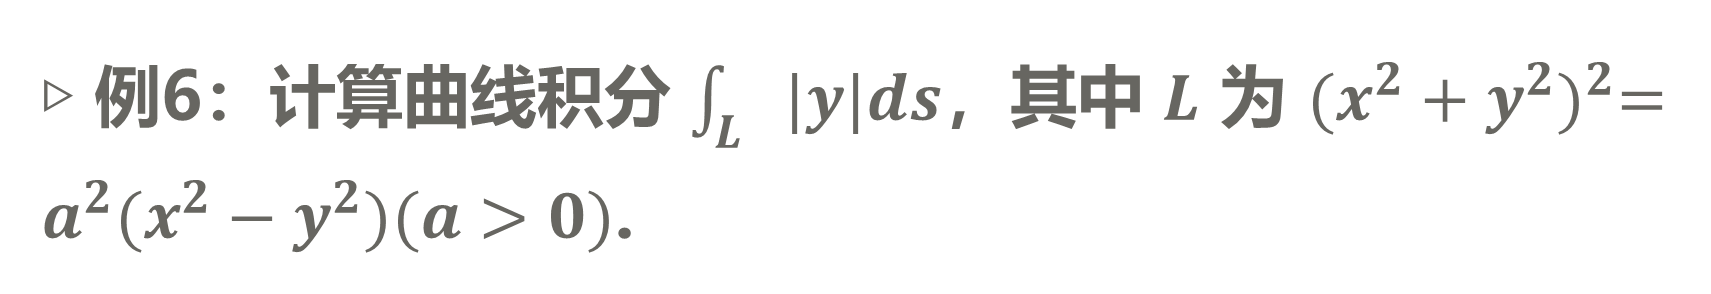 ▷ 例6：计算曲线积分 ∫_L |y|ds，其中 L 为 (x² + y²)²=
a²(x² − y²)(a > 0).